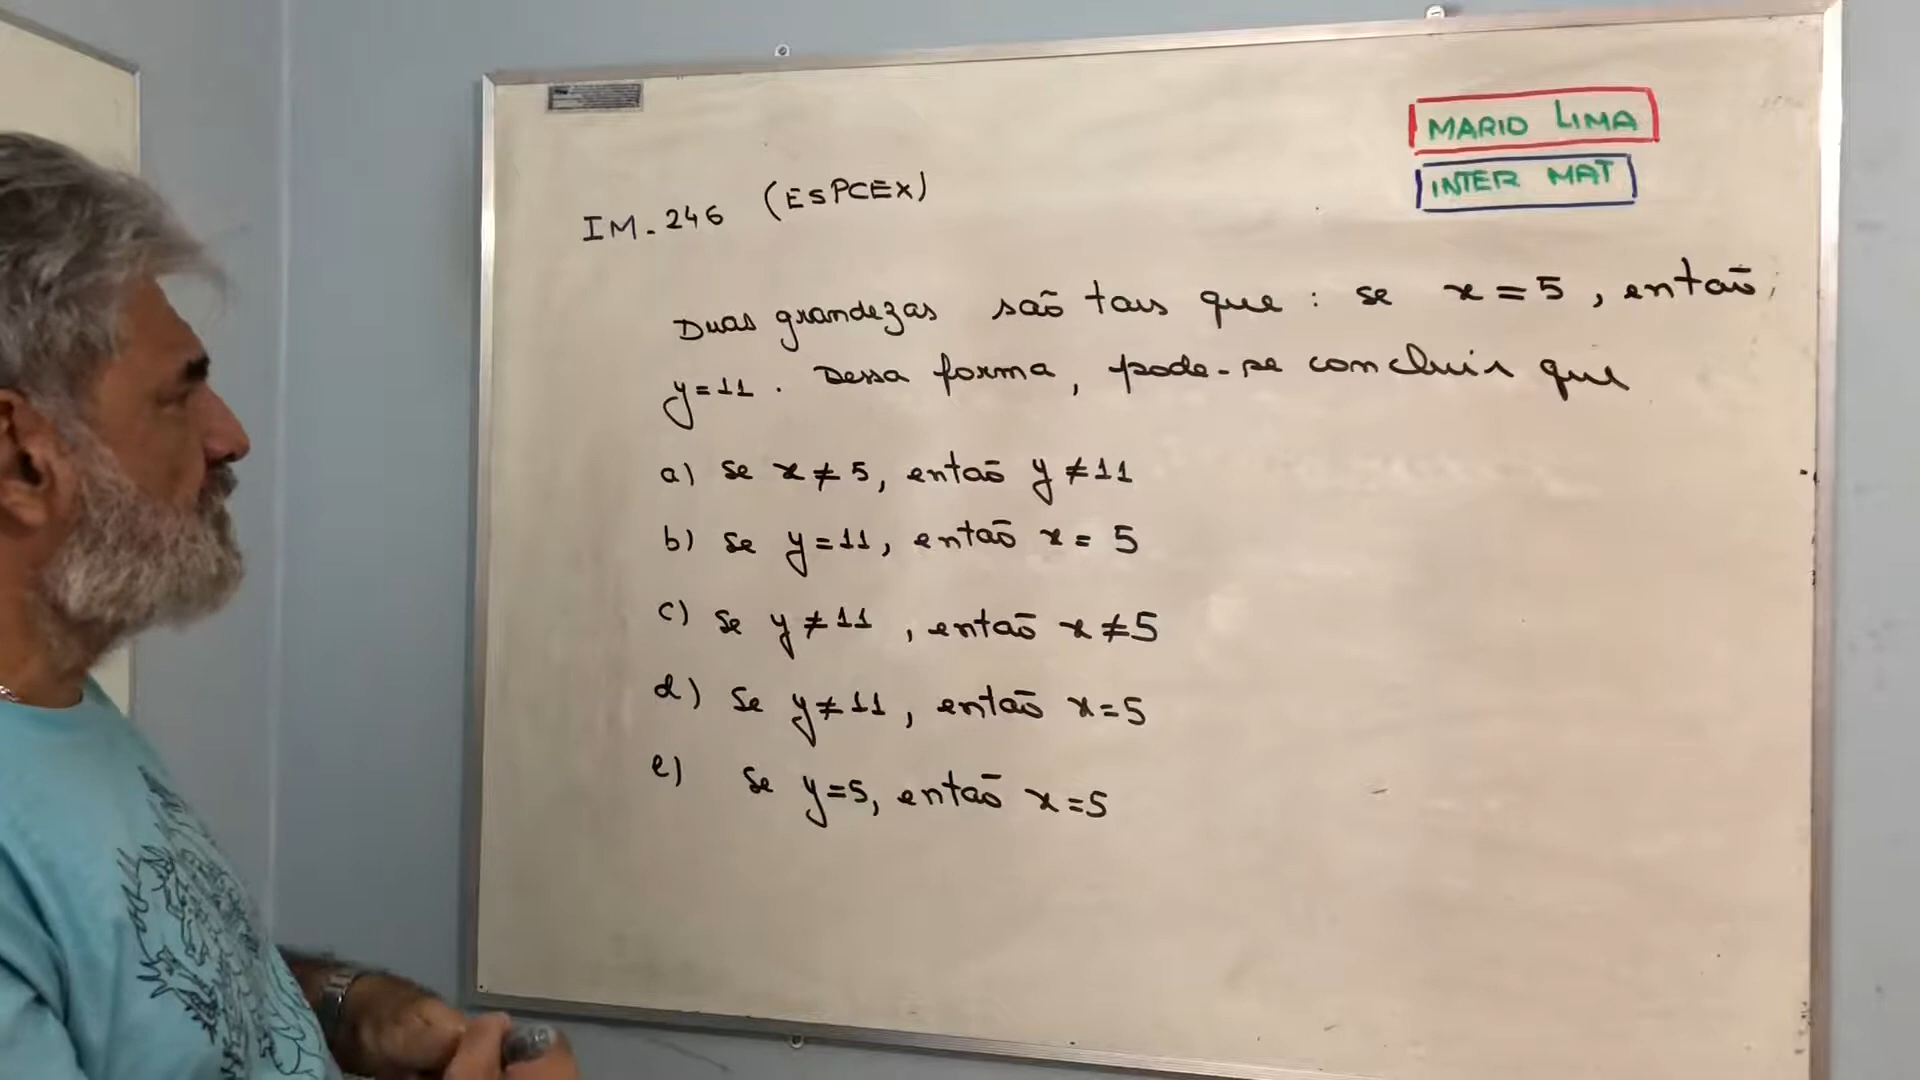 MARIO LIMA
INTER MAT
IM-246 (ESPCEX)
Duas grandezas são tais que : se x = 5 , então
y=11 . Dessa forma, pode-se concluir que
a) se x ≠ 5, então y ≠ 11
b) se y=11, então x = 5
c) se y ≠ 11 , então x ≠ 5
d) se y ≠ 11 , então x = 5
e) se y=5, então x = 5